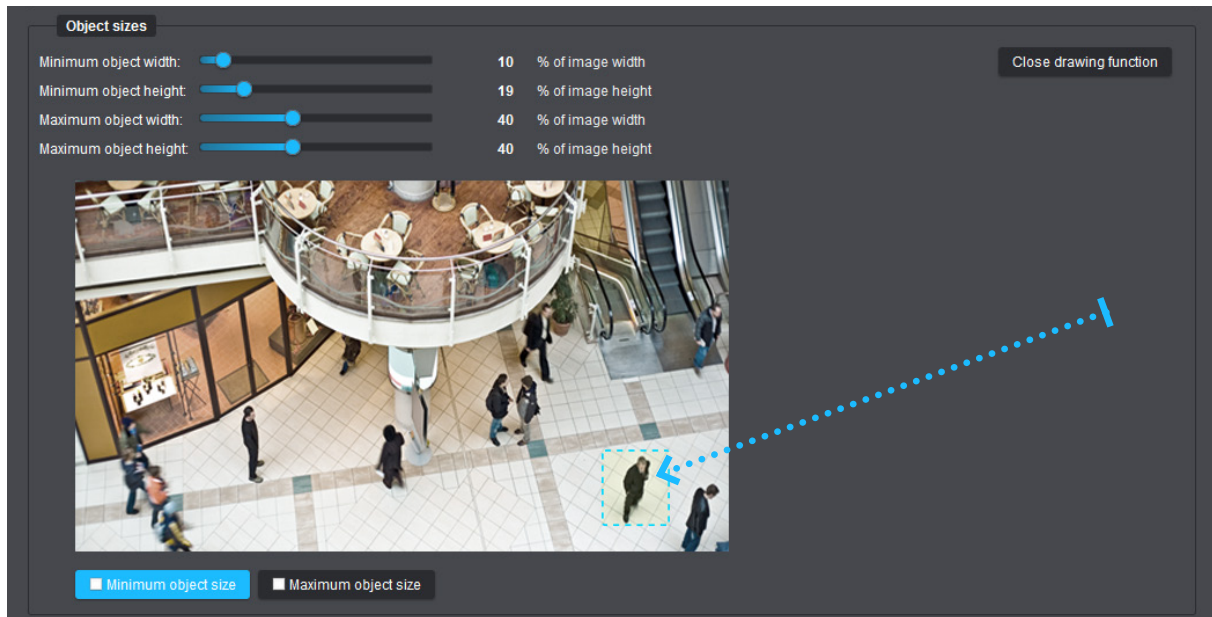 Object sizes
Minimum object width: 10 % of image width
Close drawing function
Minimum object height: 19 % of image height
Maximum object width: 40 % of image width
Maximum object height: 40 % of image height
Minimum object size
Maximum object size